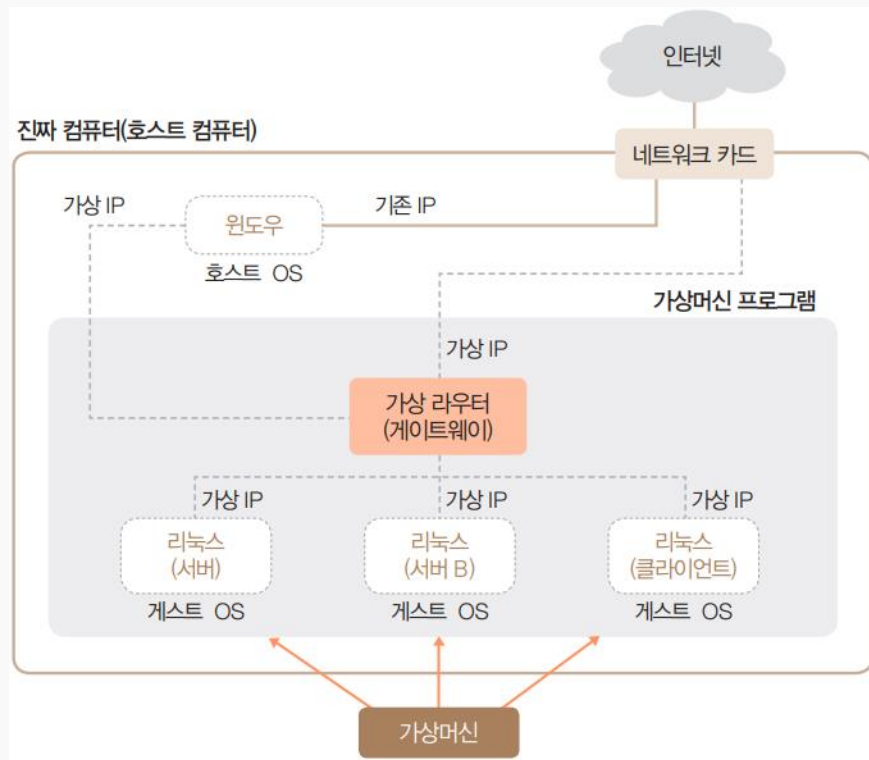 인터넷
진짜 컴퓨터(호스트 컴퓨터)
네트워크 카드
가상 IP
윈도우
기존 IP
호스트 OS
가상머신 프로그램
가상 IP
가상 라우터
(게이트웨이)
가상 IP
가상 IP
가상 IP
리눅스
(서버)
리눅스
(서버 B)
리눅스
(클라이언트)
게스트 OS
게스트 OS
게스트 OS
가상머신